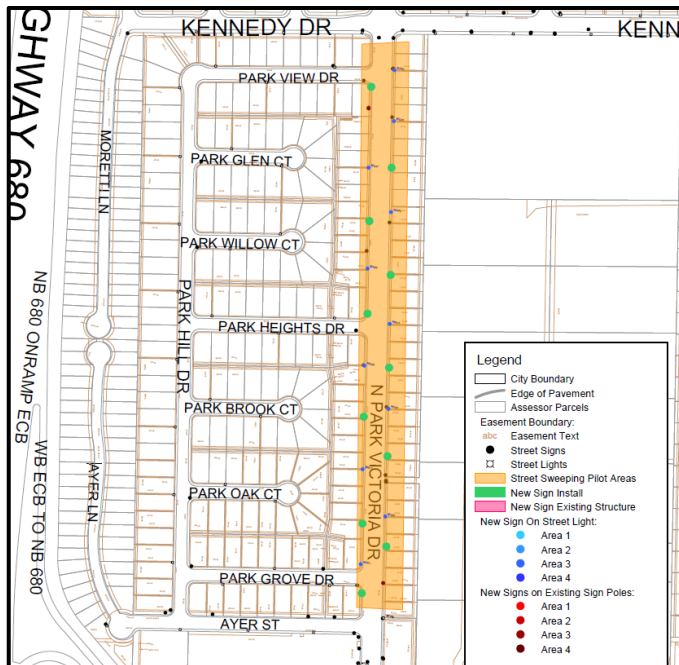 KENNEDY DR
KENN
GHWAY 680
PARK VIEW DR
MORETTI LN
PARK GLEN CT
PARK WILLOW CT
PARK HILL DR
NB 680 ONRAMP ECB
PARK HEIGHTS DR
WB ECB TO NB 680
PARK BROOK CT
N PARK VICTORIA DR
AYER LN
PARK OAK CT
PARK GROVE DR
AYER ST
Legend
City Boundary
Edge of Pavement
Assessor Parcels
Easement Boundary:
abc Easement Text
Street Signs
Street Lights
Street Sweeping Pilot Areas
New Sign Install
New Sign Existing Structure
New Sign On Street Light:
Area 1
Area 2
Area 3
Area 4
New Signs on Existing Sign Poles:
Area 1
Area 2
Area 3
Area 4